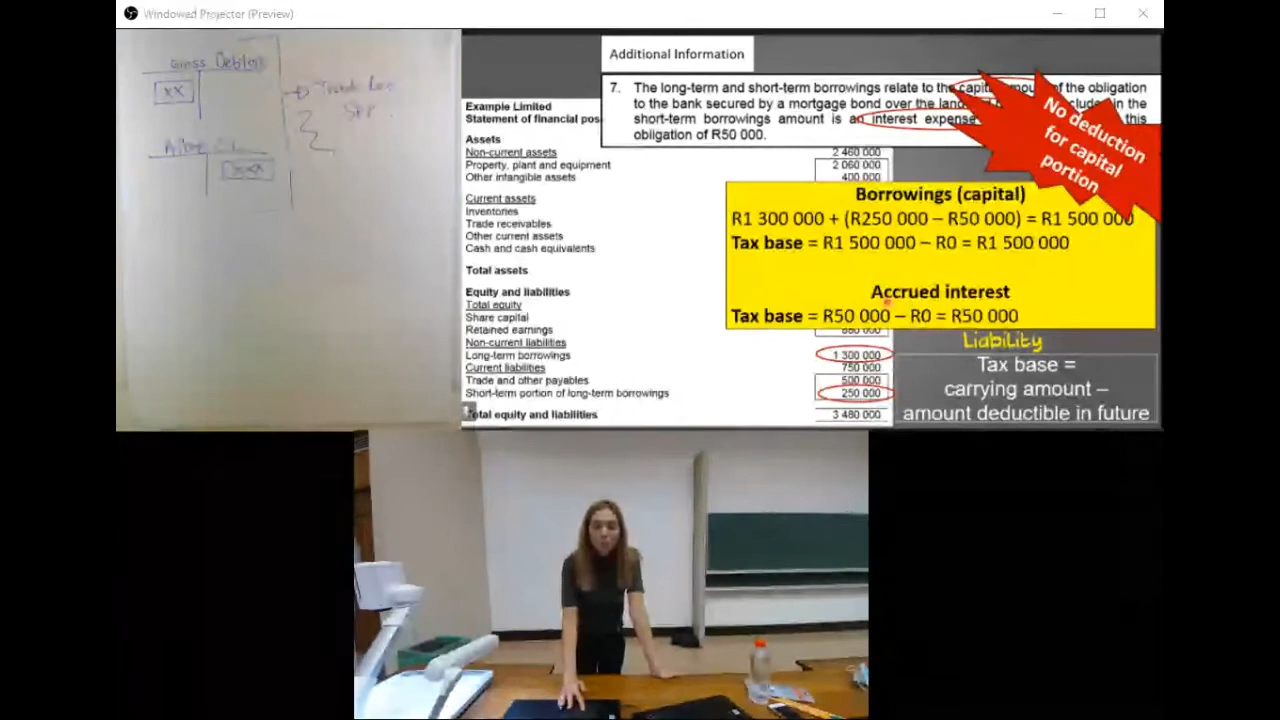 Windowed Projector (Preview)
Gross Debtors
XX
Additional Information
7. The long-term and short-term borrowings relate to the capital of the obligation
to the bank secured by a mortgage bond over the in the
short-term borrowings amount is an interest expense this
obligation of R50 000.
No deduction
for capital
portion
Example Limited
Statement of financial pos
Assets
Non-current assets 2 460 000
Property, plant and equipment 2 060 000
Other intangible assets 400 000
Current assets
Inventories
Trade receivables
Other current assets
Cash and cash equivalents
Total assets
Equity and liabilities
Total equity
Share capital
Retained earnings
Non-current liabilities
Long-term borrowings 1 300 000
Current liabilities 750 000
Trade and other payables 500 000
Short-term portion of long-term borrowings 250 000
Total equity and liabilities 3 480 000
Borrowings (capital)
R1 300 000 + (R250 000 – R50 000) = R1 500 000
Tax base = R1 500 000 – R0 = R1 500 000
Accrued interest
Tax base = R50 000 – R0 = R50 000
Liability
Tax base =
carrying amount –
amount deductible in future